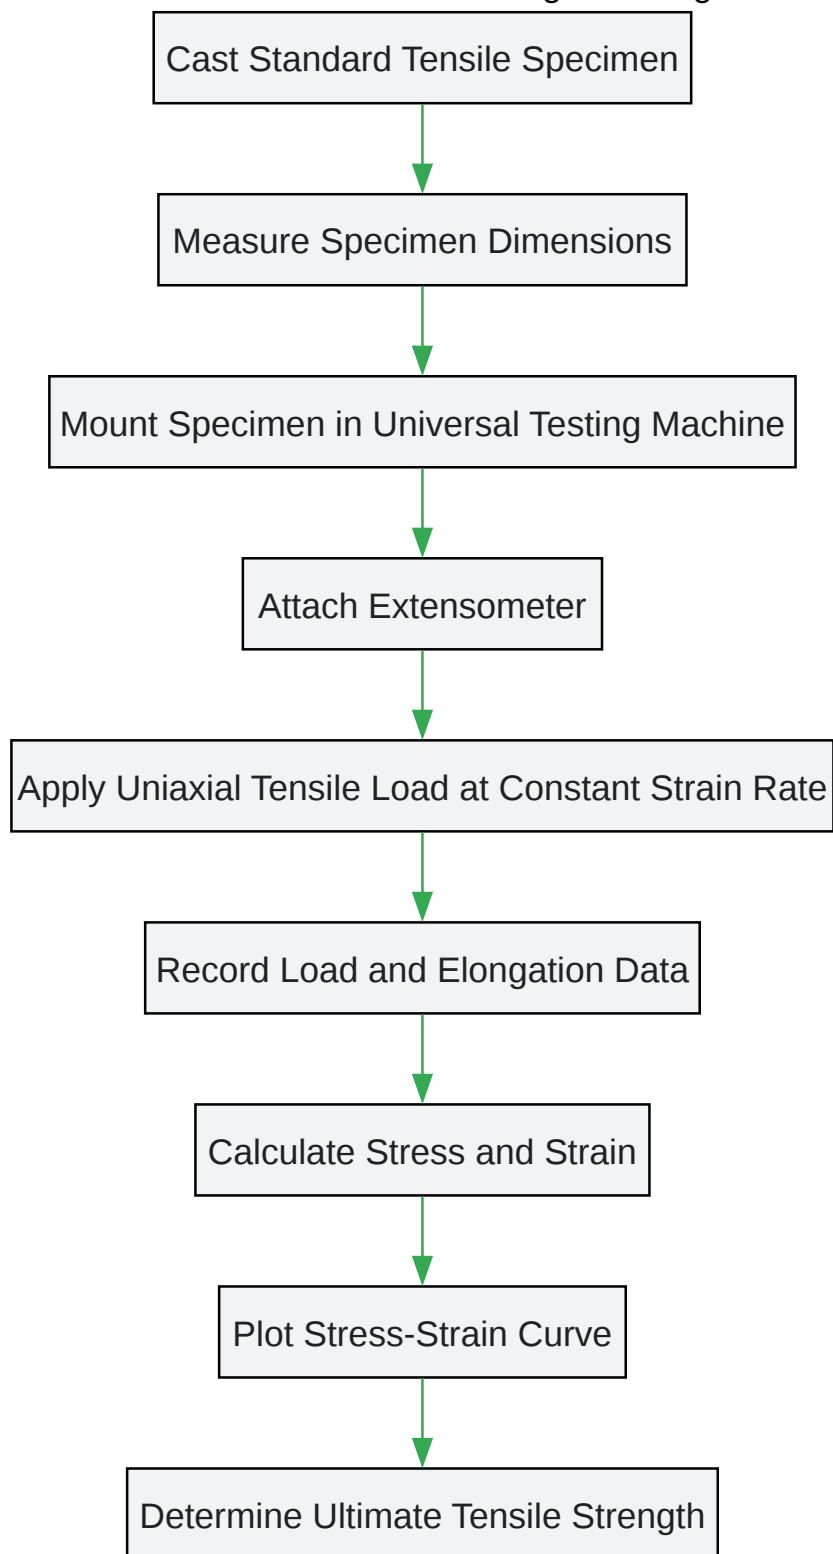 Cast Standard Tensile Specimen
Measure Specimen Dimensions
Mount Specimen in Universal Testing Machine
Attach Extensometer
Apply Uniaxial Tensile Load at Constant Strain Rate
Record Load and Elongation Data
Calculate Stress and Strain
Plot Stress-Strain Curve
Determine Ultimate Tensile Strength